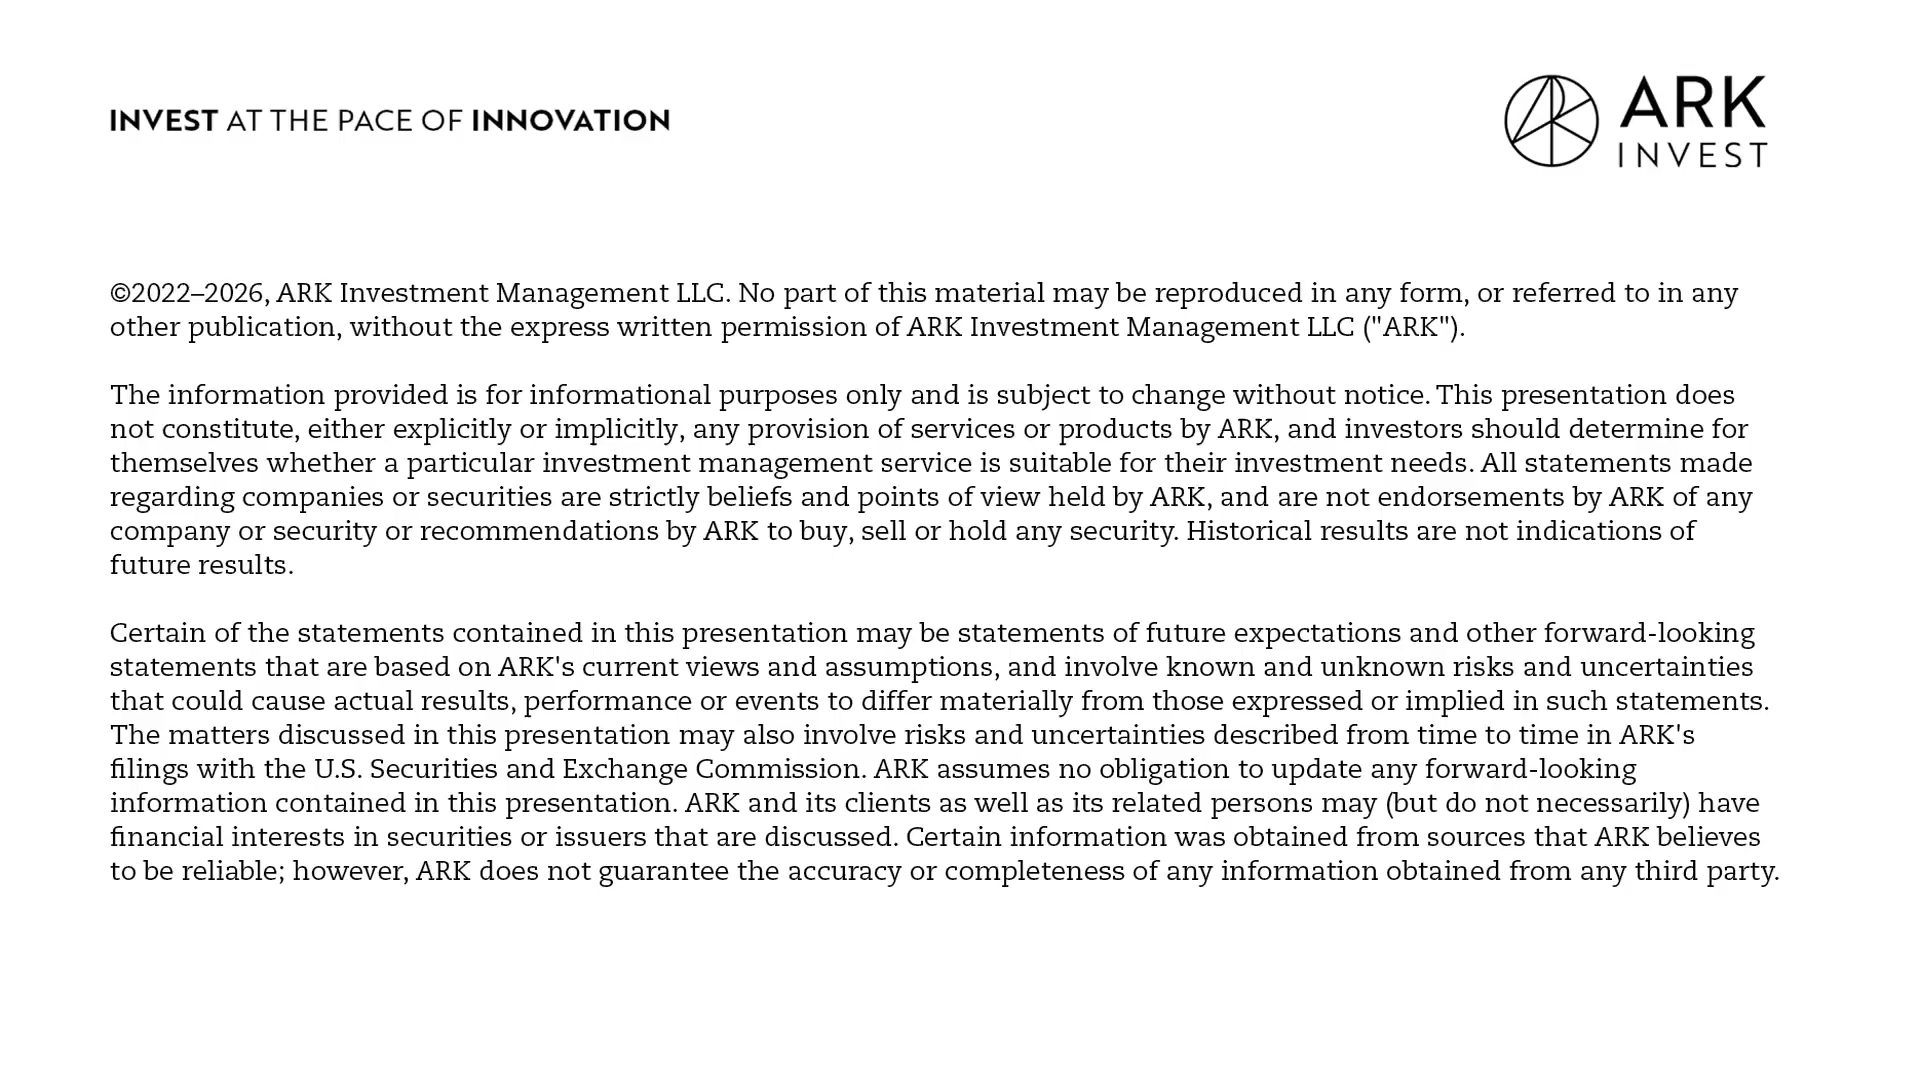 INVEST AT THE PACE OF INNOVATION
ARK
INVEST
©2022–2026, ARK Investment Management LLC. No part of this material may be reproduced in any form, or referred to in any
other publication, without the express written permission of ARK Investment Management LLC ("ARK").
The information provided is for informational purposes only and is subject to change without notice. This presentation does
not constitute, either explicitly or implicitly, any provision of services or products by ARK, and investors should determine for
themselves whether a particular investment management service is suitable for their investment needs. All statements made
regarding companies or securities are strictly beliefs and points of view held by ARK, and are not endorsements by ARK of any
company or security or recommendations by ARK to buy, sell or hold any security. Historical results are not indications of
future results.
Certain of the statements contained in this presentation may be statements of future expectations and other forward-looking
statements that are based on ARK's current views and assumptions, and involve known and unknown risks and uncertainties
that could cause actual results, performance or events to differ materially from those expressed or implied in such statements.
The matters discussed in this presentation may also involve risks and uncertainties described from time to time in ARK's
filings with the U.S. Securities and Exchange Commission. ARK assumes no obligation to update any forward-looking
information contained in this presentation. ARK and its clients as well as its related persons may (but do not necessarily) have
financial interests in securities or issuers that are discussed. Certain information was obtained from sources that ARK believes
to be reliable; however, ARK does not guarantee the accuracy or completeness of any information obtained from any third party.